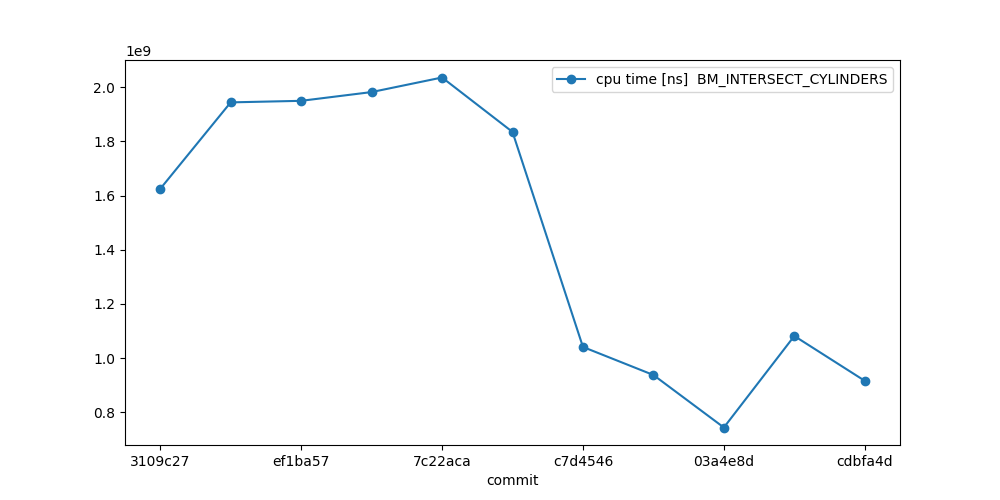 1e9
cpu time [ns]  BM_INTERSECT_CYLINDERS
2.0
1.8
1.6
1.4
1.2
1.0
0.8
3109c27 ef1ba57 7c22aca c7d4546 03a4e8d cdbfa4d
commit